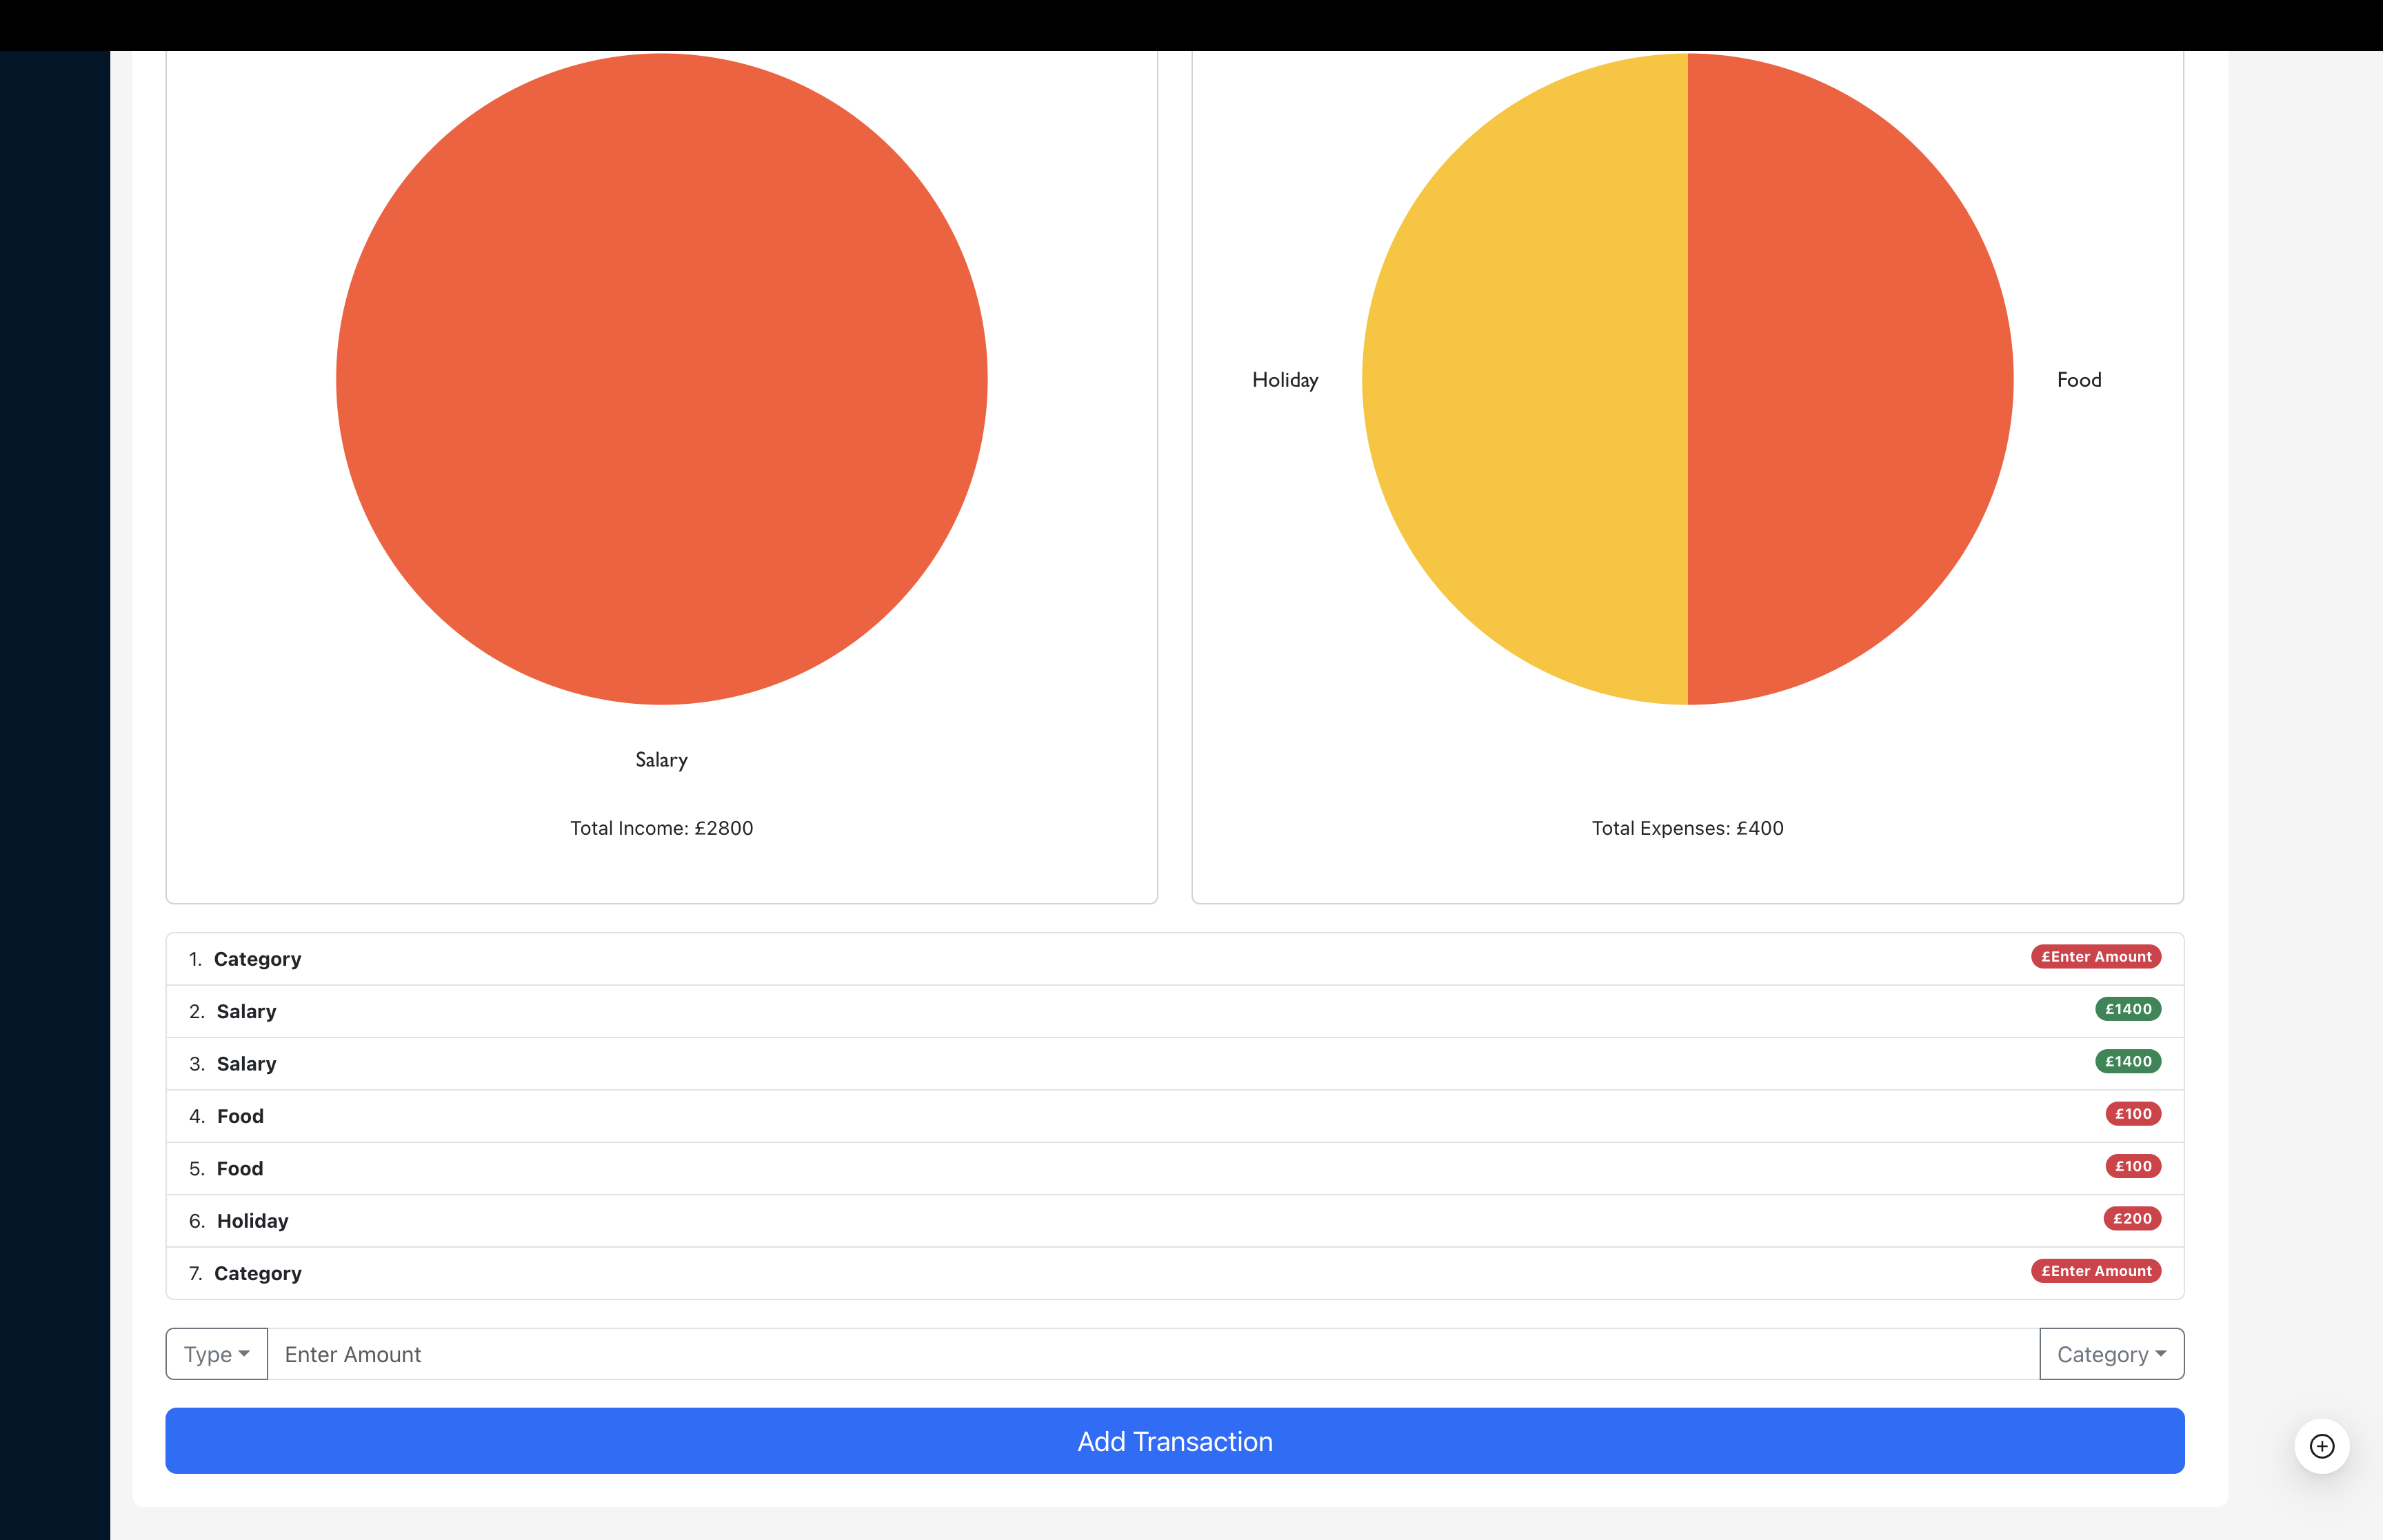 Holiday
Food
Salary
Total Income: £2800
Total Expenses: £400
1. Category £Enter Amount
2. Salary £1400
3. Salary £1400
4. Food £100
5. Food £100
6. Holiday £200
7. Category £Enter Amount
Type Enter Amount Category
Add Transaction